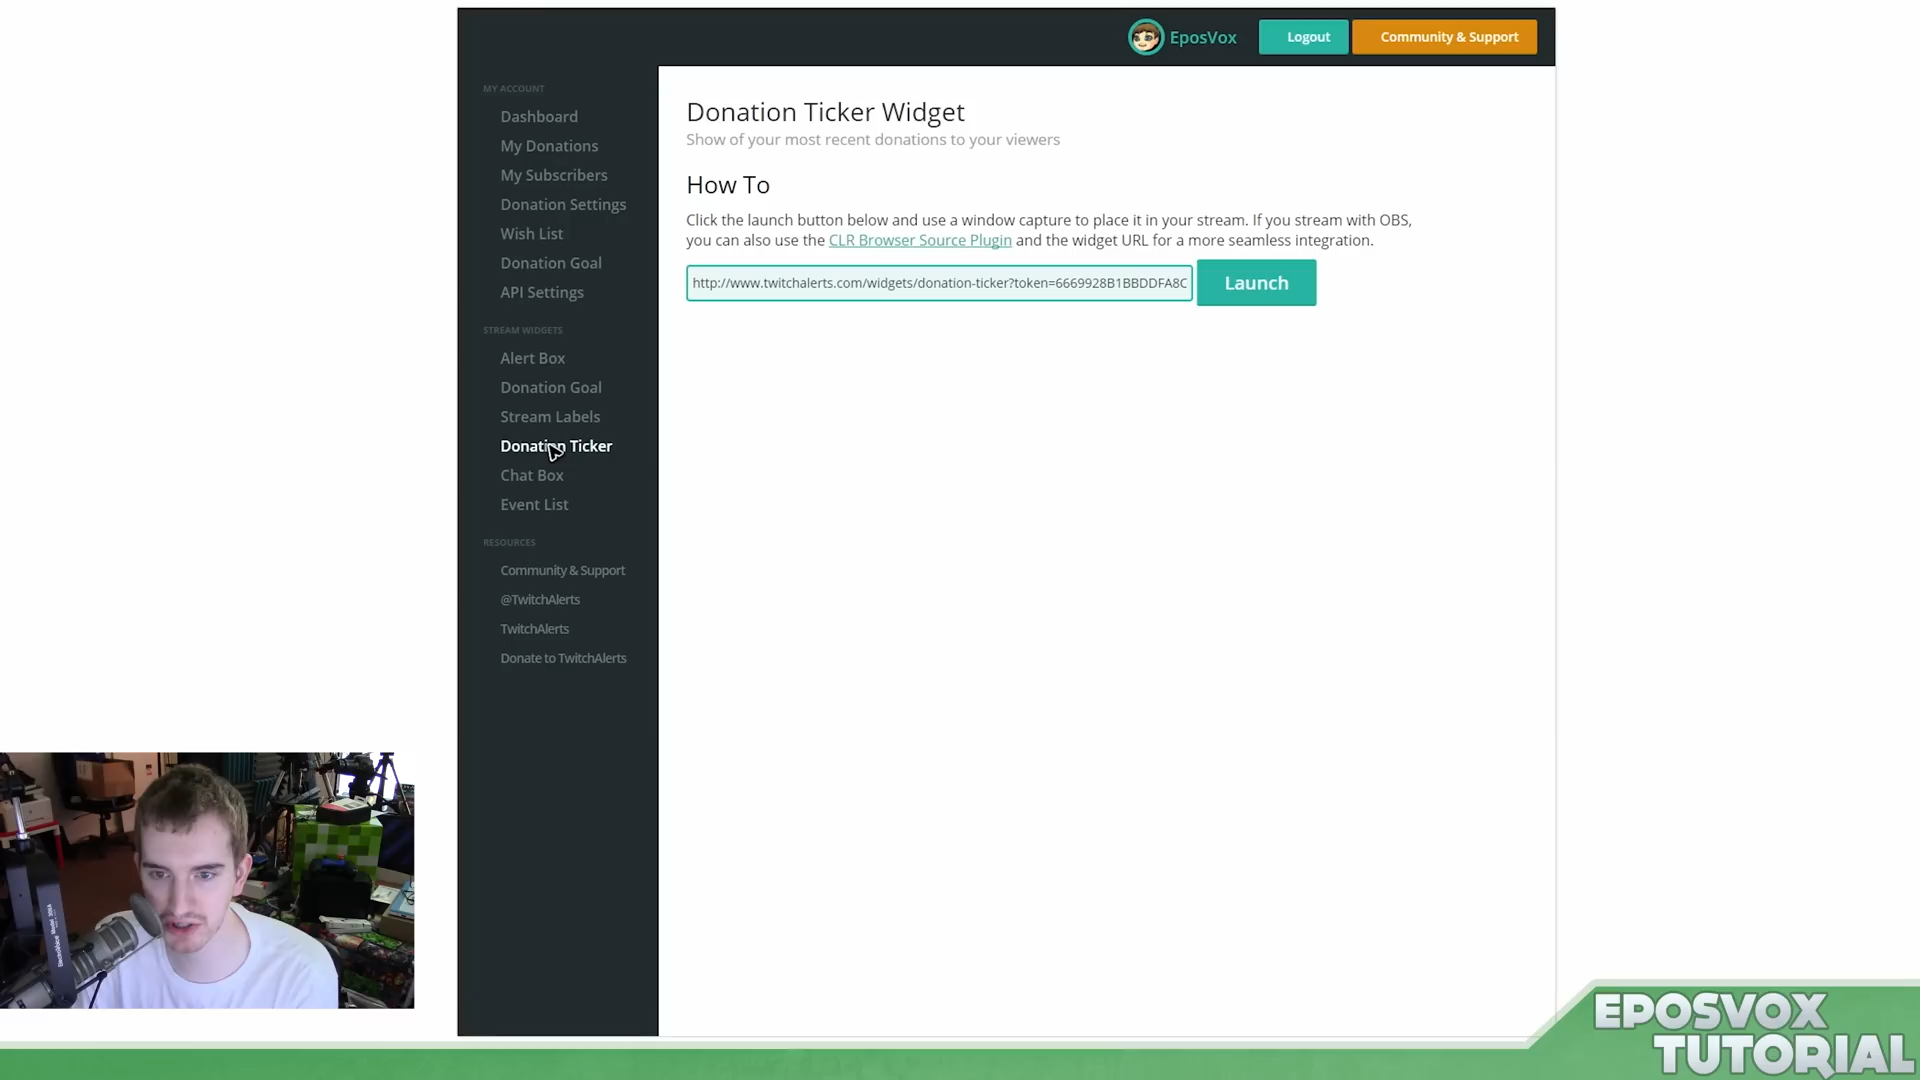 EposVox
Logout
Community & Support
MY ACCOUNT
Dashboard
My Donations
My Subscribers
Donation Settings
Wish List
Donation Goal
API Settings
STREAM WIDGETS
Alert Box
Donation Goal
Stream Labels
Donation Ticker
Chat Box
Event List
RESOURCES
Community & Support
@TwitchAlerts
TwitchAlerts
Donate to TwitchAlerts
Donation Ticker Widget
Show of your most recent donations to your viewers
How To
Click the launch button below and use a window capture to place it in your stream. If you stream with OBS,
you can also use the CLR Browser Source Plugin and the widget URL for a more seamless integration.
http://www.twitchalerts.com/widgets/donation-ticker?token=6669928B1BBDDFA8C
Launch
EPOSVOX
TUTORIAL